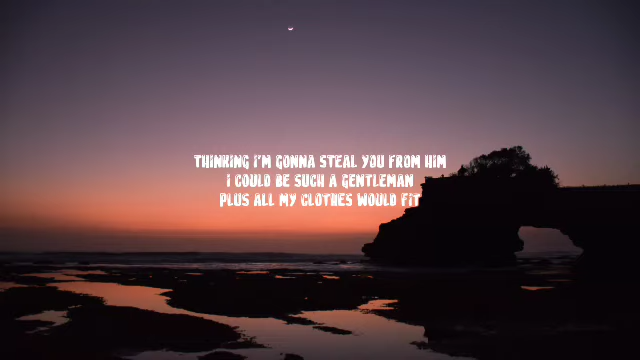 THINKING I'M GONNA STEAL YOU FROM HIM
I COULD BE SUCH A GENTLEMAN
PLUS ALL MY CLOTHES WOULD FIT